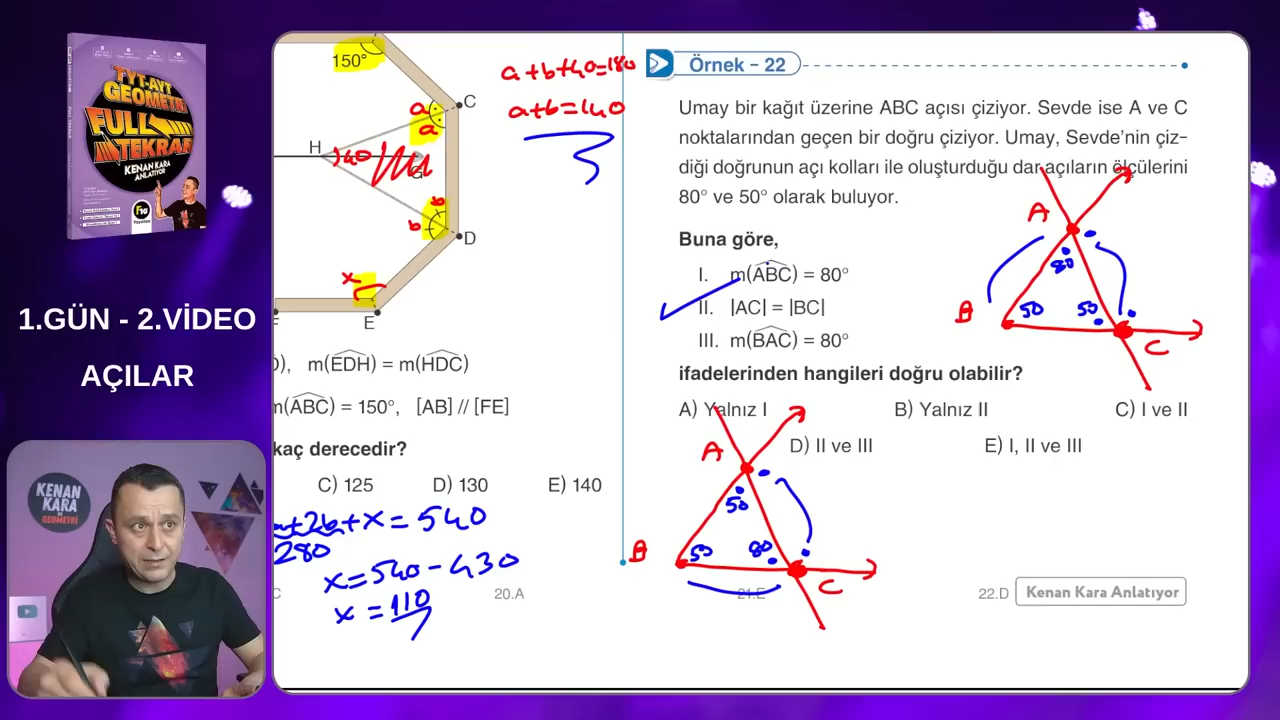 TYT-AYT
GEOMETRİ
FULL
TEKRAR
KENAN KARA
ANLATIYOR
1.GÜN - 2.VİDEO
AÇILAR
KENAN
KARA
GEOMETRİ
150°
C
a
a
H
40
G
b
b
D
x
F
E
a+b+40=180
a+b=140
D), m(EDH) = m(HDC)
m(ABC) = 150°, [AB] // [FE]
kaç derecedir?
C) 125 D) 130 E) 140
+2b+x=540
280
x=540-430
x=110
20.A
Örnek – 22
Umay bir kağıt üzerine ABC açısı çiziyor. Sevde ise A ve C
noktalarından geçen bir doğru çiziyor. Umay, Sevde'nin çiz-
diği doğrunun açı kolları ile oluşturduğu dar açıların ölçülerini
80° ve 50° olarak buluyor.
Buna göre,
I. m(ABC) = 80°
II. |AC| = |BC|
III. m(BAC) = 80°
ifadelerinden hangileri doğru olabilir?
A) Yalnız I B) Yalnız II C) I ve II
D) II ve III E) I, II ve III
A
80
B
50
50
C
A
50
B
50
80
C
21.E
22.D
Kenan Kara Anlatıyor